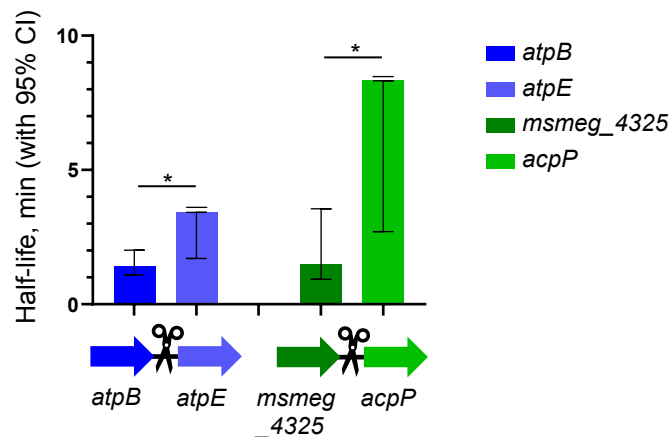 Half-life, min (with 95% CI)
10
5
0
*
*
atpB
atpE
msmeg_4325
acpP
atpB
atpE
msmeg
_4325
acpP